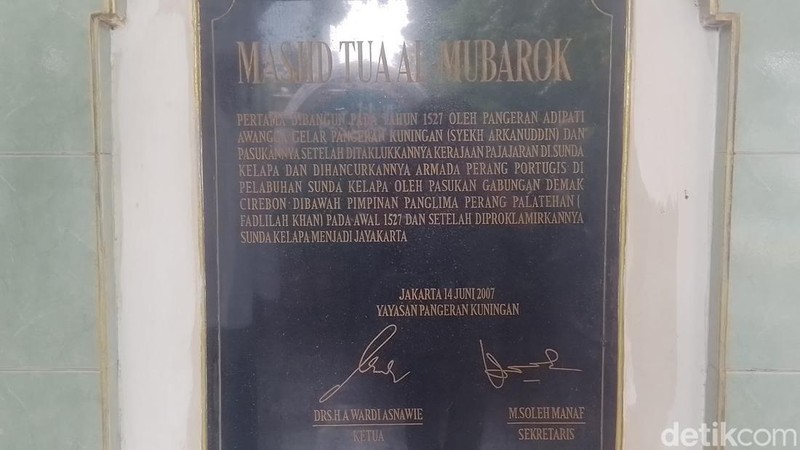 MASJID TUA AL MUBAROK
PERTAMA DIBANGUN PADA TAHUN 1527 OLEH PANGERAN ADIPATI
AWANGGA GELAR PANGERAN KUNINGAN (SYEKH ARKANUDDIN) DAN
PASUKANNYA SETELAH DITAKLUKKANNYA KERAJAAN PAJAJARAN DI SUNDA
KELAPA DAN DIHANCURKANNYA ARMADA PERANG PORTUGIS DI
PELABUHAN SUNDA KELAPA OLEH PASUKAN GABUNGAN DEMAK
CIREBON DIBAWAH PIMPINAN PANGLIMA PERANG PALATEHAN (
FADLILAH KHAN) PADA AWAL 1527 DAN SETELAH DIPROKLAMIRKANNYA
SUNDA KELAPA MENJADI JAYAKARTA
JAKARTA 14 JUNI 2007
YAYASAN PANGERAN KUNINGAN
DRS.H A WARDI ASNAWIE
KETUA
M.SOLEH MANAF
SEKRETARIS
detikcom